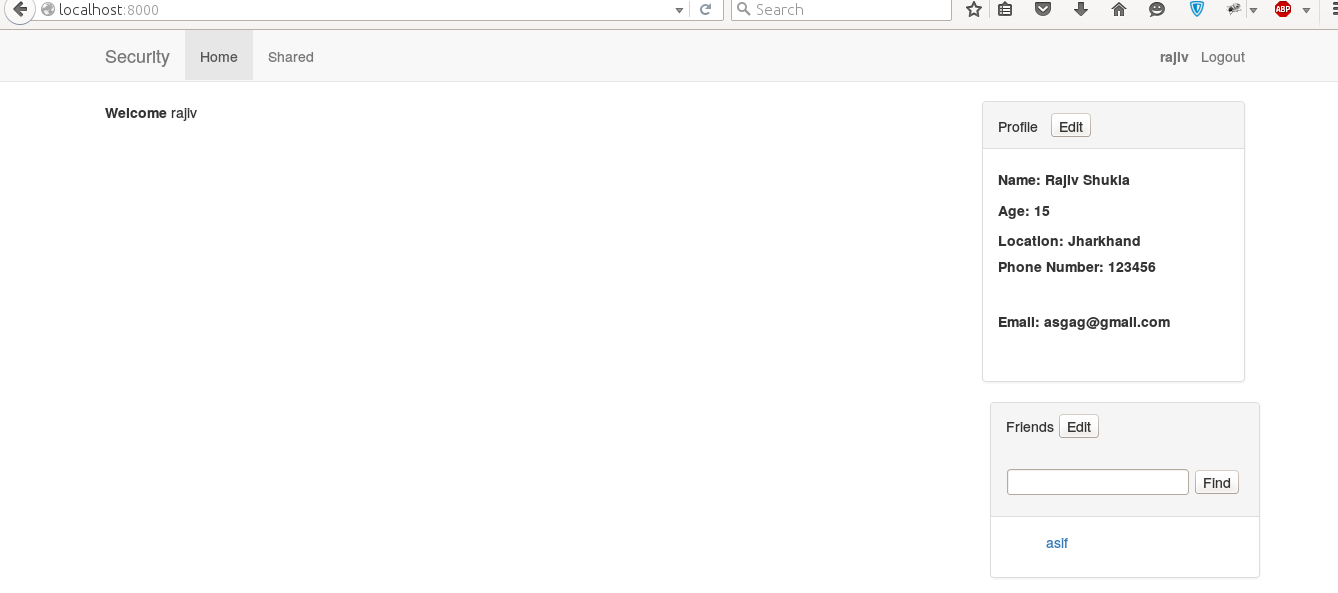 localhost:8000 Search
ABP
Security Home Shared rajiv Logout
Welcome rajiv
Profile Edit
Name: Rajiv Shukla
Age: 15
Location: Jharkhand
Phone Number: 123456
Email: asgag@gmail.com
Friends Edit
Find
asif